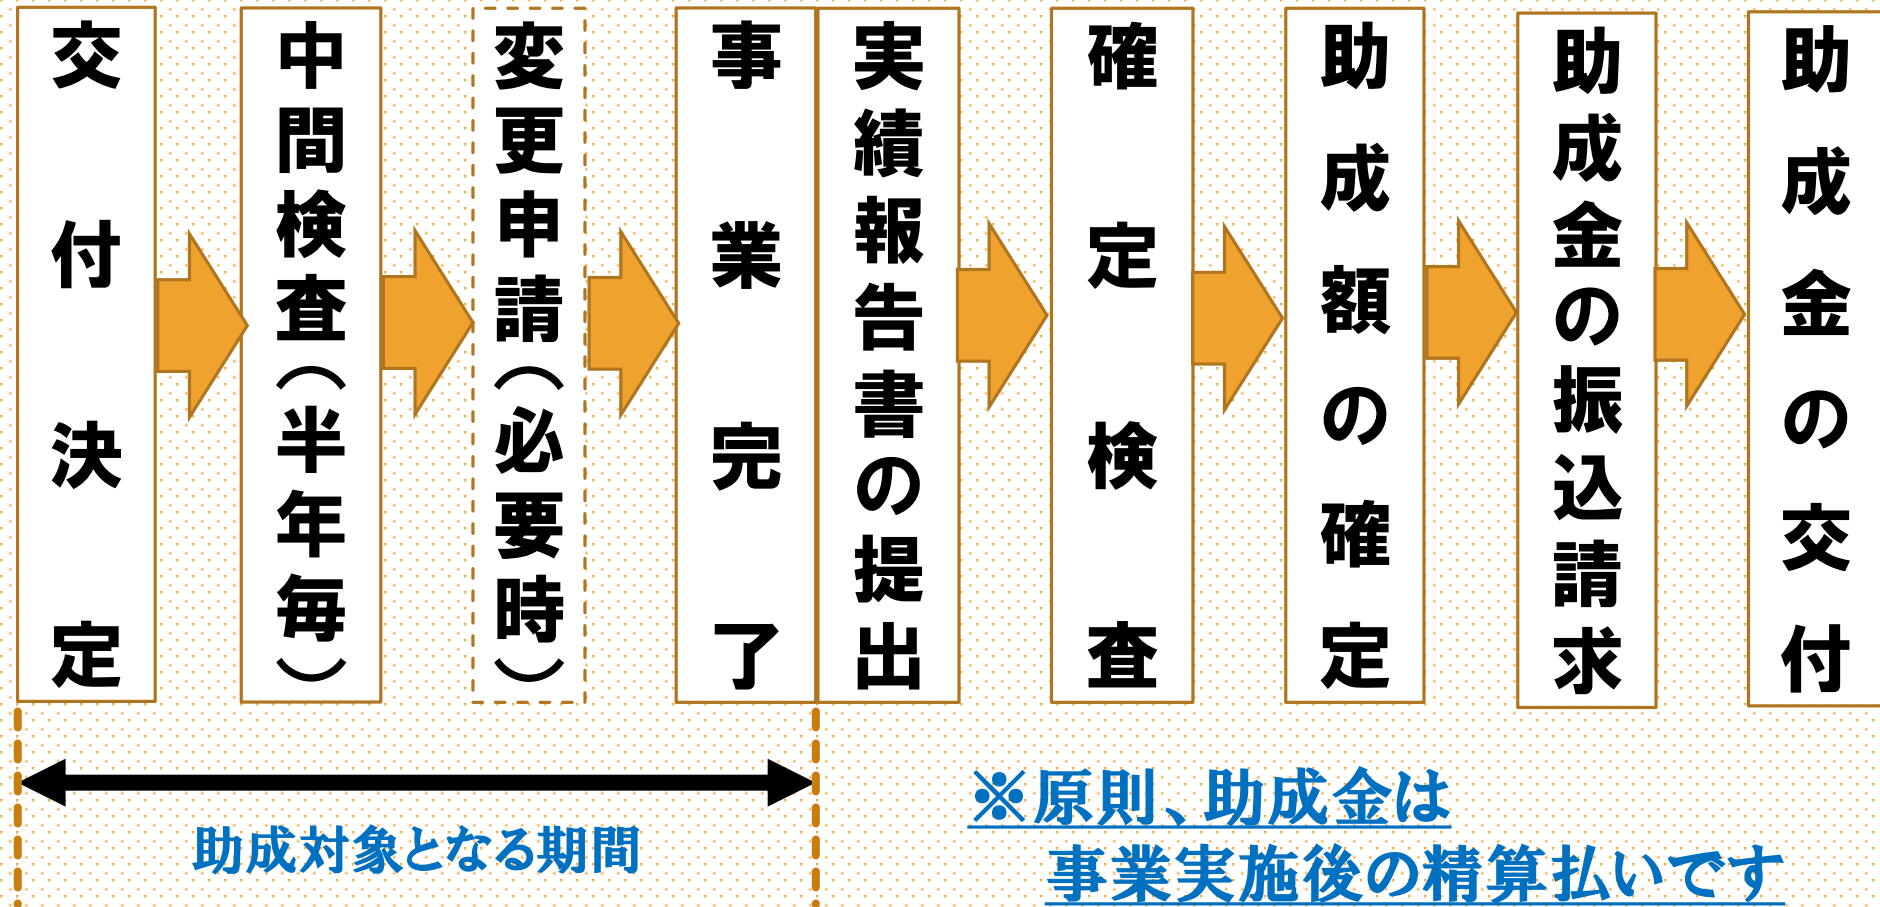 交付決定
中間検査（半年毎）
変更申請（必要時）
事業完了
実績報告書の提出
確定検査
助成額の確定
助成金の振込請求
助成金の交付
助成対象となる期間
※原則、助成金は
事業実施後の精算払いです